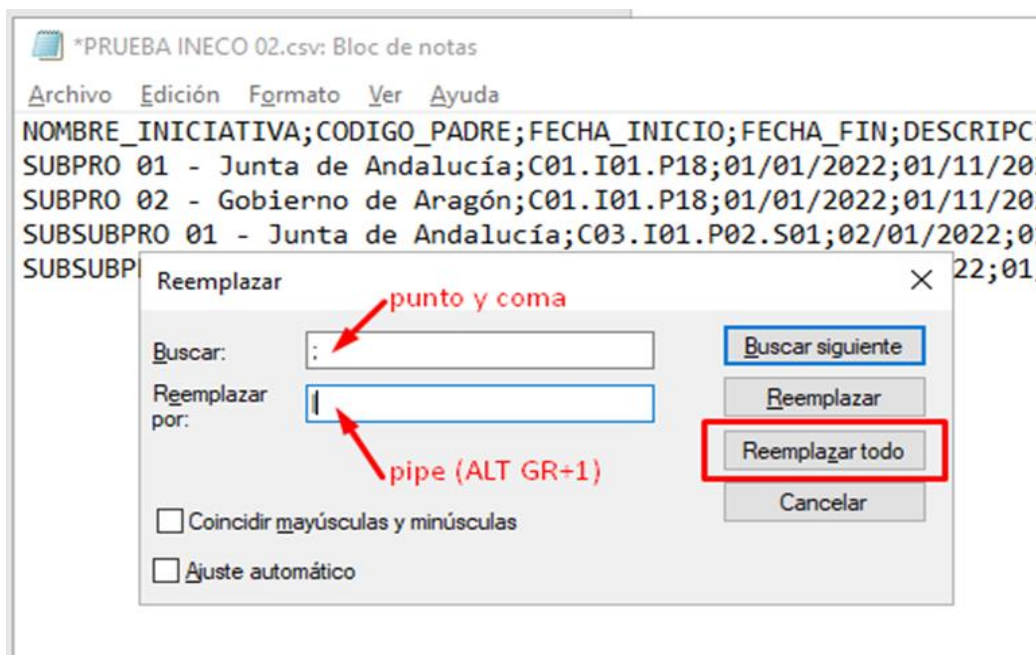 *PRUEBA INECO 02.csv: Bloc de notas
Archivo Edición Formato Ver Ayuda
NOMBRE_INICIATIVA;CODIGO_PADRE;FECHA_INICIO;FECHA_FIN;DESCRIPC
SUBPRO 01 - Junta de Andalucía;C01.I01.P18;01/01/2022;01/11/20
SUBPRO 02 - Gobierno de Aragón;C01.I01.P18;01/01/2022;01/11/20
SUBSUBPRO 01 - Junta de Andalucía;C03.I01.P02.S01;02/01/2022;0
SUBSUBP 22;01
Reemplazar
punto y coma
Buscar: ; Buscar siguiente
Reemplazar por: | Reemplazar
Reemplazar todo
pipe (ALT GR+1)
Cancelar
Coincidir mayúsculas y minúsculas
Ajuste automático